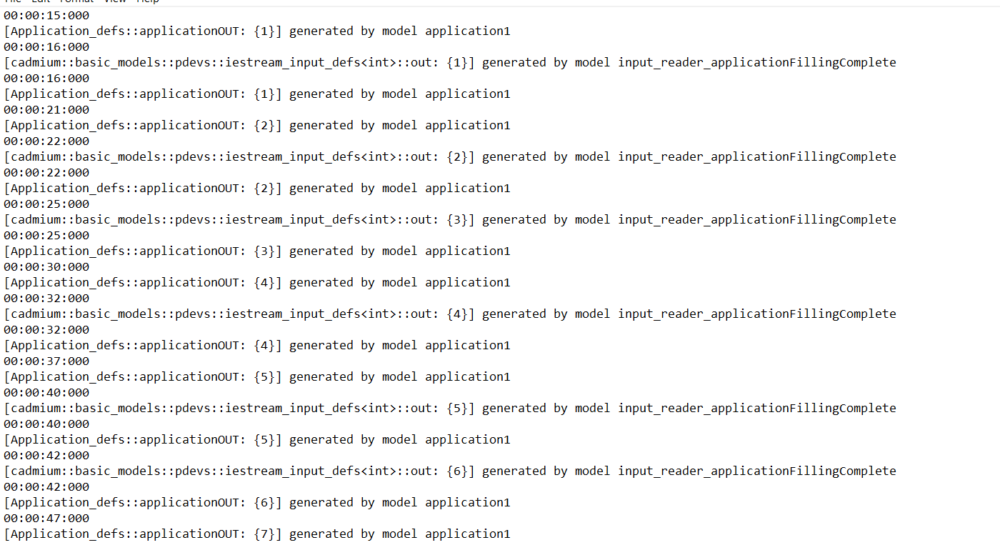 File Edit Format View Help
00:00:15:000
[Application_defs::applicationOUT: {1}] generated by model application1
00:00:16:000
[cadmium::basic_models::pdevs::iestream_input_defs<int>::out: {1}] generated by model input_reader_applicationFillingComplete
00:00:16:000
[Application_defs::applicationOUT: {1}] generated by model application1
00:00:21:000
[Application_defs::applicationOUT: {2}] generated by model application1
00:00:22:000
[cadmium::basic_models::pdevs::iestream_input_defs<int>::out: {2}] generated by model input_reader_applicationFillingComplete
00:00:22:000
[Application_defs::applicationOUT: {2}] generated by model application1
00:00:25:000
[cadmium::basic_models::pdevs::iestream_input_defs<int>::out: {3}] generated by model input_reader_applicationFillingComplete
00:00:25:000
[Application_defs::applicationOUT: {3}] generated by model application1
00:00:30:000
[Application_defs::applicationOUT: {4}] generated by model application1
00:00:32:000
[cadmium::basic_models::pdevs::iestream_input_defs<int>::out: {4}] generated by model input_reader_applicationFillingComplete
00:00:32:000
[Application_defs::applicationOUT: {4}] generated by model application1
00:00:37:000
[Application_defs::applicationOUT: {5}] generated by model application1
00:00:40:000
[cadmium::basic_models::pdevs::iestream_input_defs<int>::out: {5}] generated by model input_reader_applicationFillingComplete
00:00:40:000
[Application_defs::applicationOUT: {5}] generated by model application1
00:00:42:000
[cadmium::basic_models::pdevs::iestream_input_defs<int>::out: {6}] generated by model input_reader_applicationFillingComplete
00:00:42:000
[Application_defs::applicationOUT: {6}] generated by model application1
00:00:47:000
[Application_defs::applicationOUT: {7}] generated by model application1